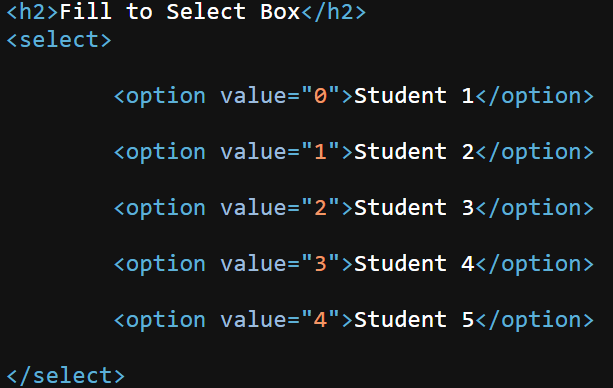 <h2>Fill to Select Box</h2>
<select>
<option value="0">Student 1</option>
<option value="1">Student 2</option>
<option value="2">Student 3</option>
<option value="3">Student 4</option>
<option value="4">Student 5</option>
</select>